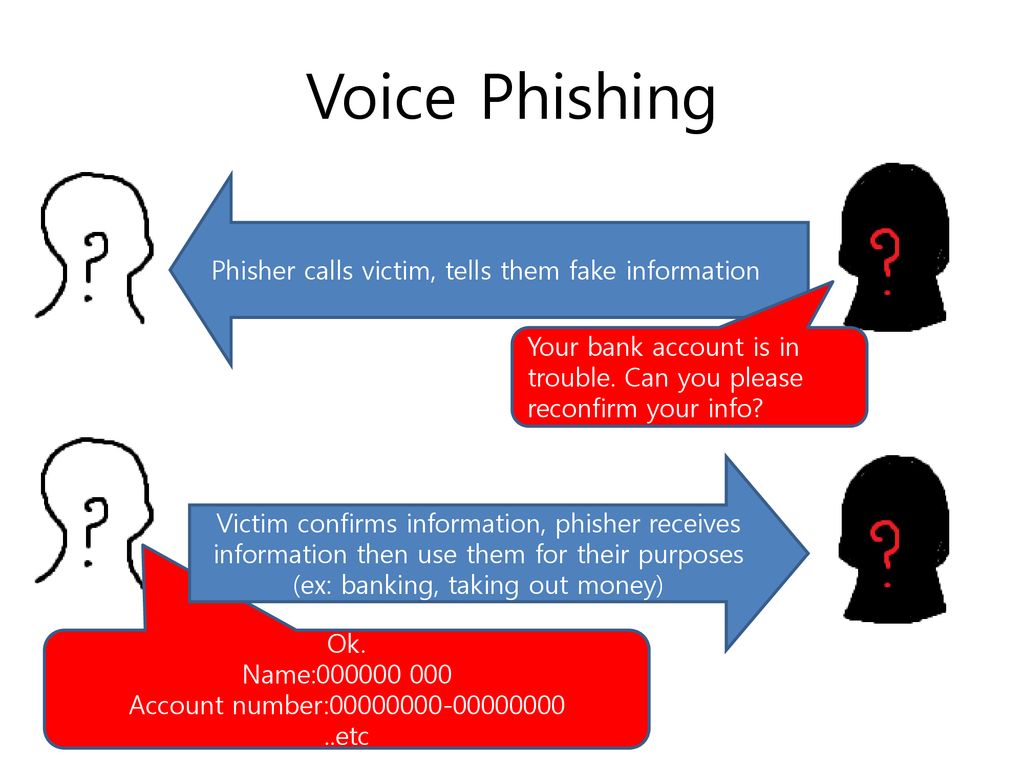 Voice Phishing
?
?
Phisher calls victim, tells them fake information
Your bank account is in
trouble. Can you please
reconfirm your info?
?
?
Victim confirms information, phisher receives
information then use them for their purposes
(ex: banking, taking out money)
Ok.
Name:000000 000
Account number:00000000-00000000
..etc